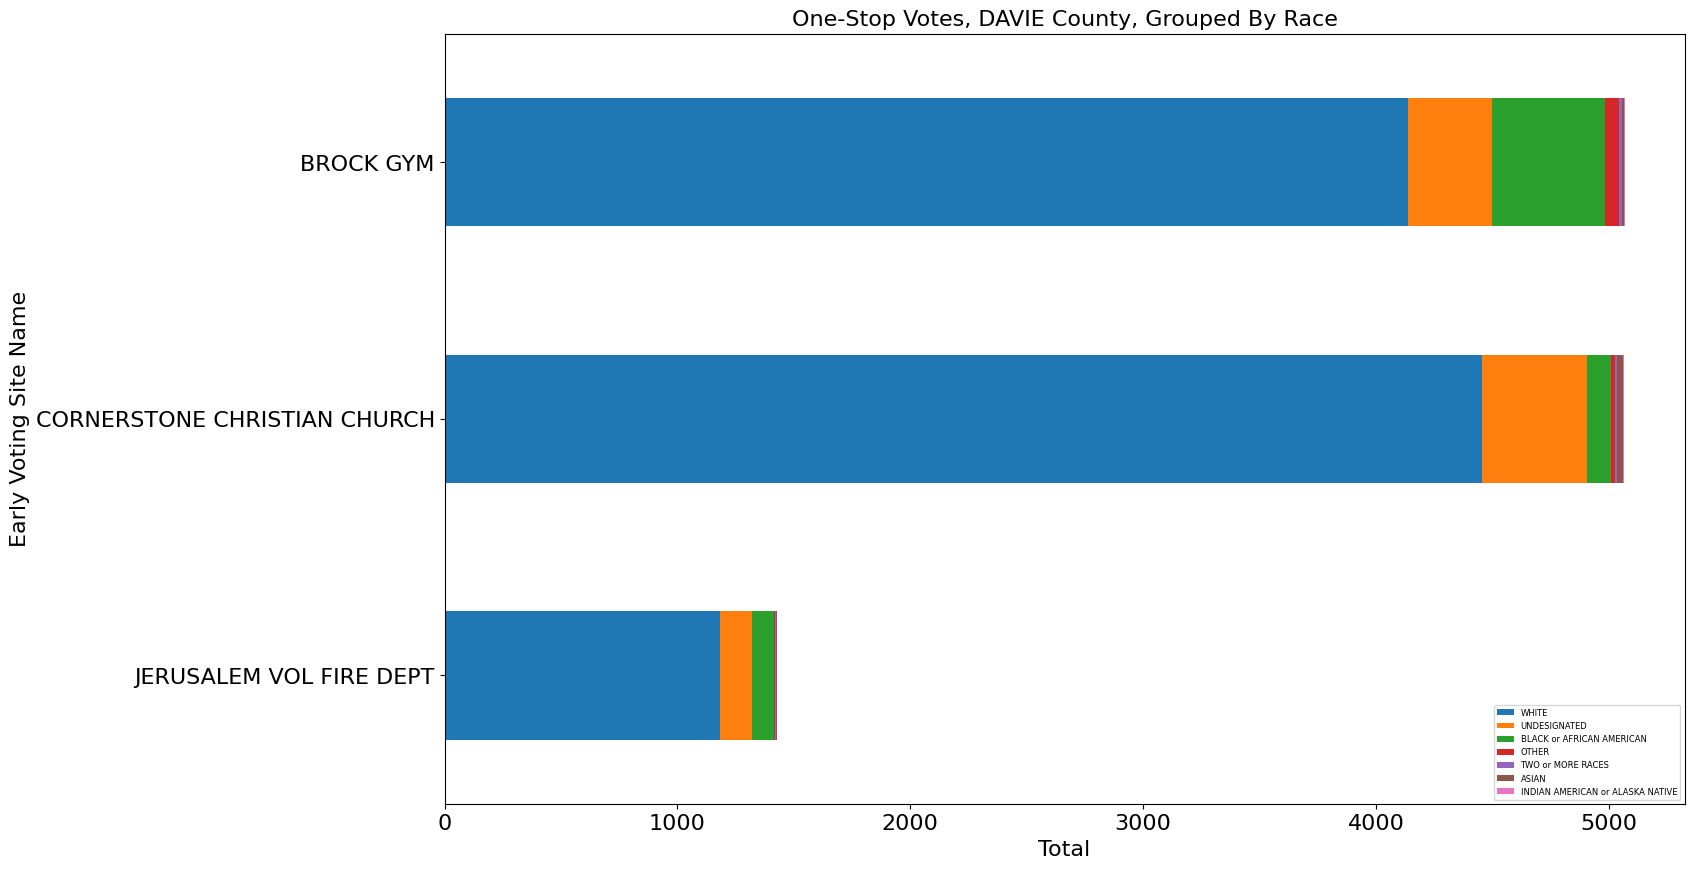 One-Stop Votes, DAVIE County, Grouped By Race
Early Voting Site Name
BROCK GYM
CORNERSTONE CHRISTIAN CHURCH
JERUSALEM VOL FIRE DEPT
WHITE
UNDESIGNATED
BLACK or AFRICAN AMERICAN
OTHER
TWO or MORE RACES
ASIAN
INDIAN AMERICAN or ALASKA NATIVE
0 1000 2000 3000 4000 5000
Total